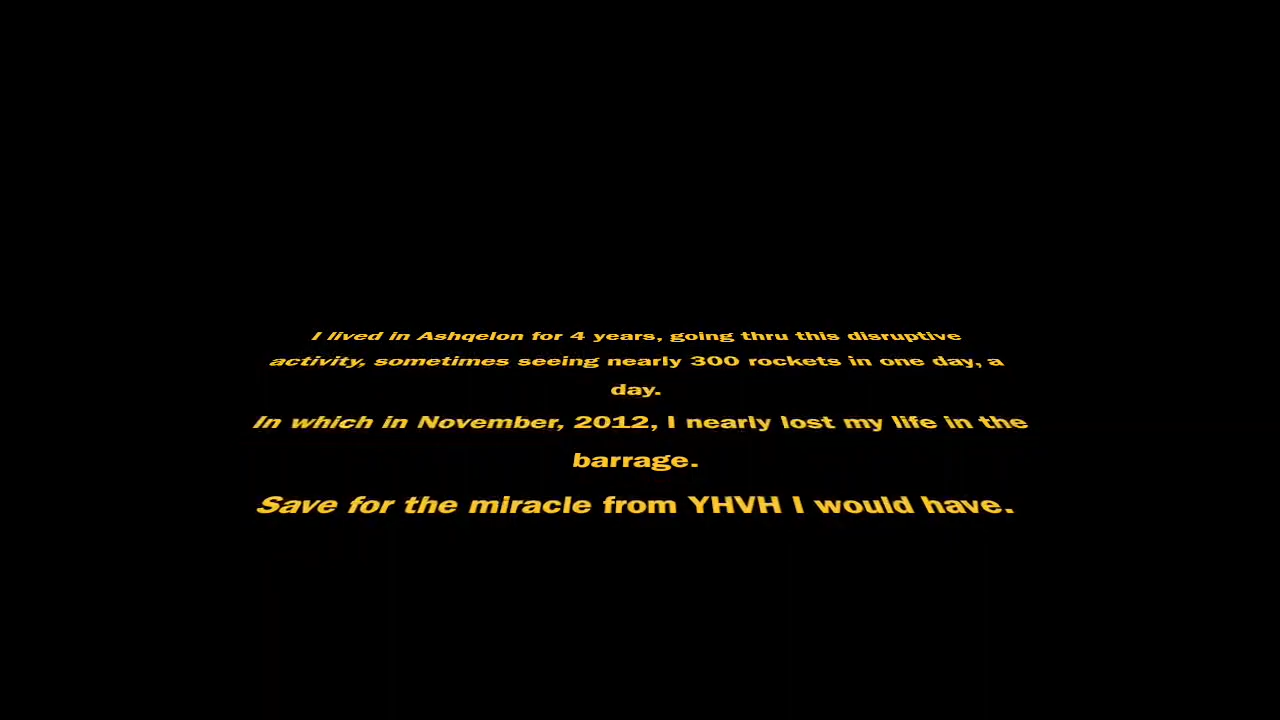 I lived in Ashqelon for 4 years, going thru this disruptive
activity, sometimes seeing nearly 300 rockets in one day, a
day.
In which in November, 2012, I nearly lost my life in the
barrage.
Save for the miracle from YHVH I would have.